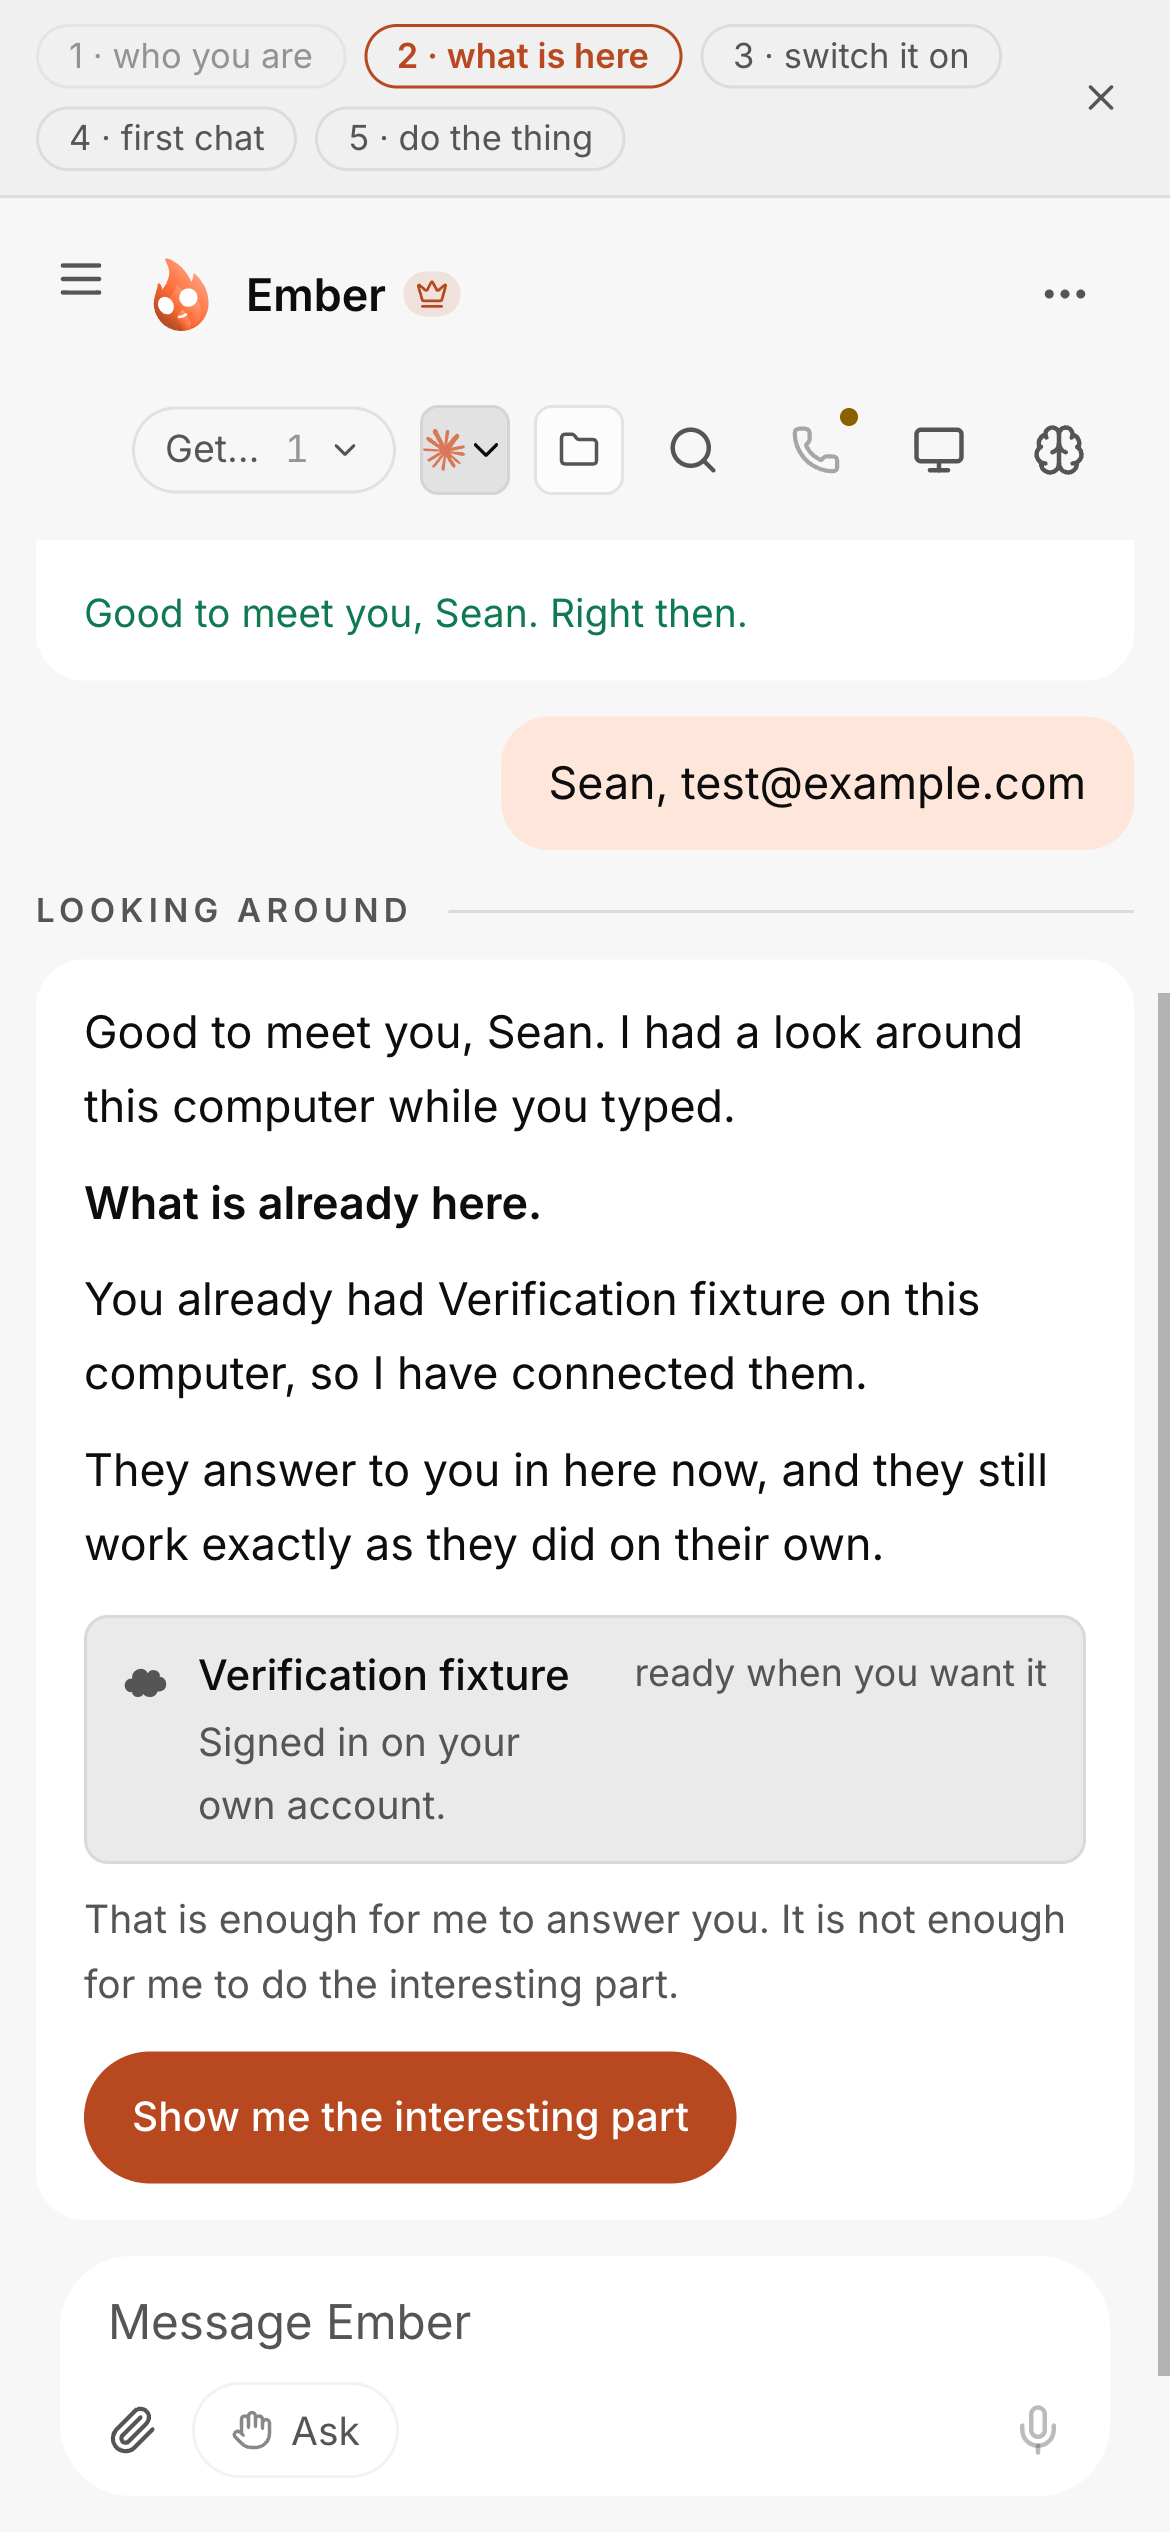 1 · who you are
2 · what is here
3 · switch it on
4 · first chat
5 · do the thing
Ember
Get... 1
Good to meet you, Sean. Right then.
Sean, test@example.com
LOOKING AROUND
Good to meet you, Sean. I had a look around
this computer while you typed.
What is already here.
You already had Verification fixture on this
computer, so I have connected them.
They answer to you in here now, and they still
work exactly as they did on their own.
Verification fixture
ready when you want it
Signed in on your
own account.
That is enough for me to answer you. It is not enough
for me to do the interesting part.
Show me the interesting part
Message Ember
Ask